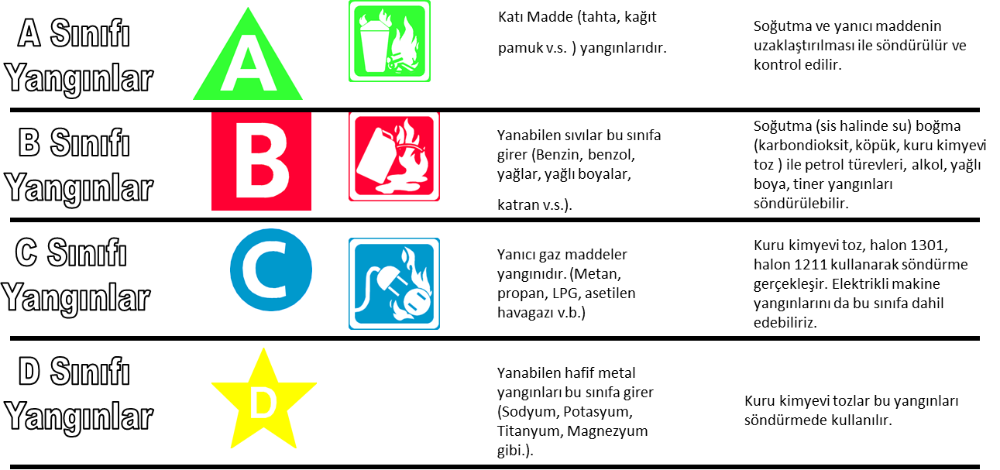 A Sınıfı
Yangınlar
A
Katı Madde (tahta, kağıt
pamuk v.s. ) yangınlarıdır.
Soğutma ve yanıcı maddenin
uzaklaştırılması ile söndürülür ve
kontrol edilir.
B Sınıfı
Yangınlar
B
Yanabilen sıvılar bu sınıfa
girer (Benzin, benzol,
yağlar, yağlı boyalar,
katran v.s.).
Soğutma (sis halinde su) boğma
(karbondioksit, köpük, kuru kimyevi
toz ) ile petrol türevleri, alkol, yağlı
boya, tiner yangınları
söndürülebilir.
C Sınıfı
Yangınlar
C
Yanıcı gaz maddeler
yangınıdır. (Metan,
propan, LPG, asetilen
havagazı v.b.)
Kuru kimyevi toz, halon 1301,
halon 1211 kullanarak söndürme
gerçekleşir. Elektrikli makine
yangınlarını da bu sınıfa dahil
edebiliriz.
D Sınıfı
Yangınlar
D
Yanabilen hafif metal
yangınları bu sınıfa girer
(Sodyum, Potasyum,
Titanyum, Magnezyum
gibi.).
Kuru kimyevi tozlar bu yangınları
söndürmede kullanılır.